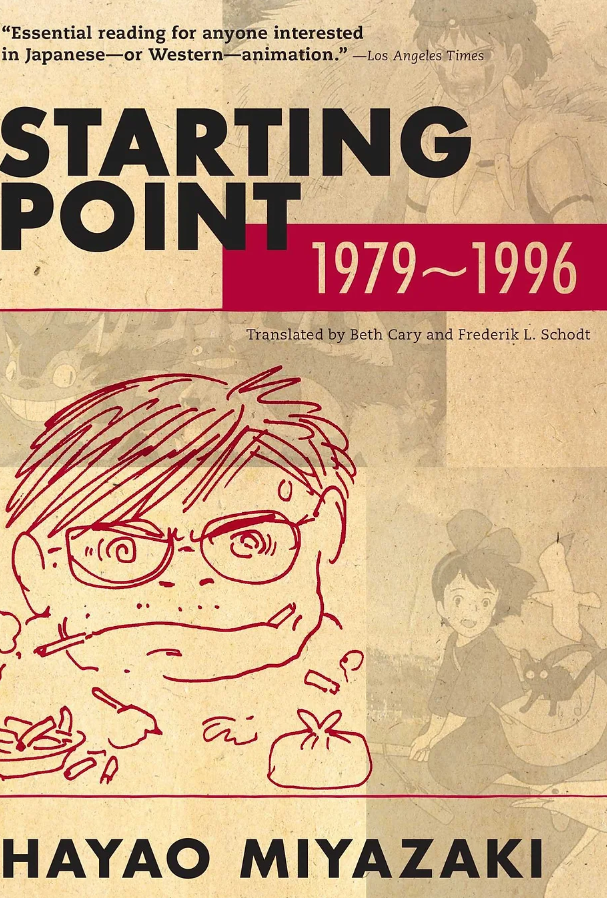 “Essential reading for anyone interested
in Japanese—or Western—animation.” —Los Angeles Times
STARTING
POINT
1979~1996
Translated by Beth Cary and Frederik L. Schodt
HAYAO MIYAZAKI